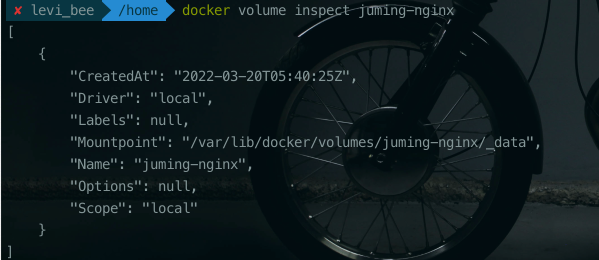 ✘ levi_bee /home docker volume inspect juming-nginx
[
    {
        "CreatedAt": "2022-03-20T05:40:25Z",
        "Driver": "local",
        "Labels": null,
        "Mountpoint": "/var/lib/docker/volumes/juming-nginx/_data",
        "Name": "juming-nginx",
        "Options": null,
        "Scope": "local"
    }
]